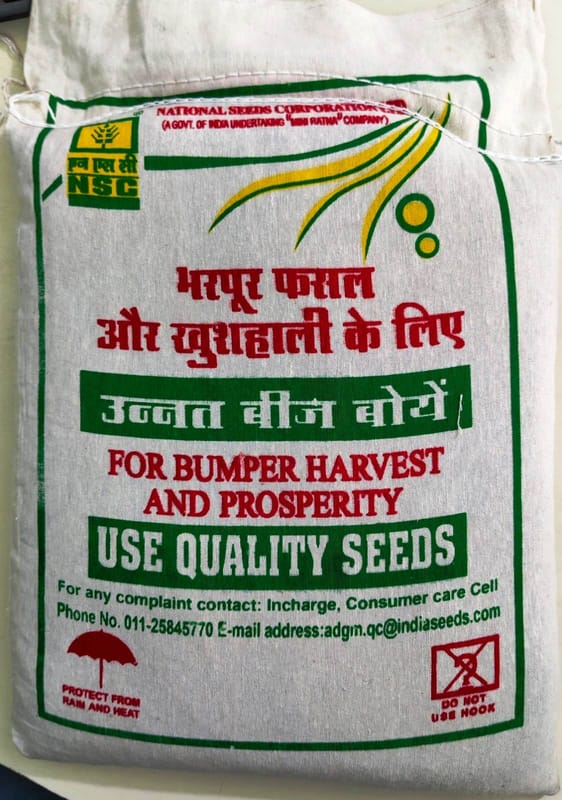 NATIONAL SEEDS CORPORATION LTD
(A GOVT. OF INDIA UNDERTAKING "MINI RATNA" COMPANY)
एन एस सी
NSC
भरपूर फसल
और खुशहाली के लिए
उन्नत बीज बोयें
FOR BUMPER HARVEST
AND PROSPERITY
USE QUALITY SEEDS
For any complaint contact: Incharge, Consumer care Cell
Phone No. 011-25845770 E-mail address:adgm.qc@indiaseeds.com
PROTECT FROM
RAIN AND HEAT
DO NOT
USE HOOK